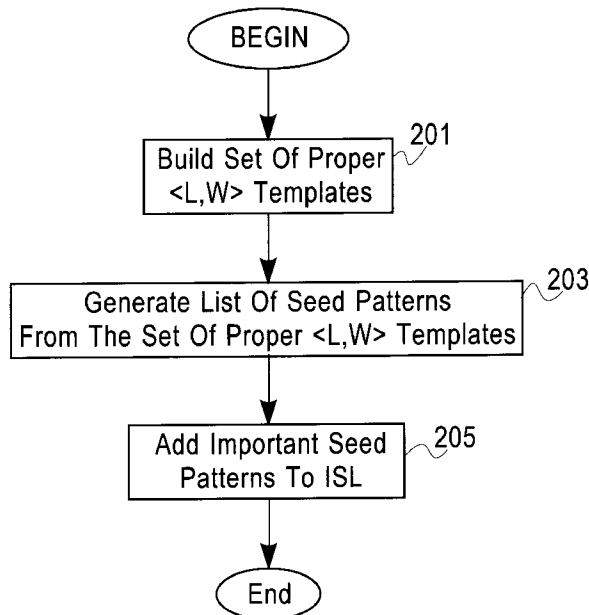 BEGIN
201
Build Set Of Proper
<L,W> Templates
203
Generate List Of Seed Patterns
From The Set Of Proper <L,W> Templates
205
Add Important Seed
Patterns To ISL
End